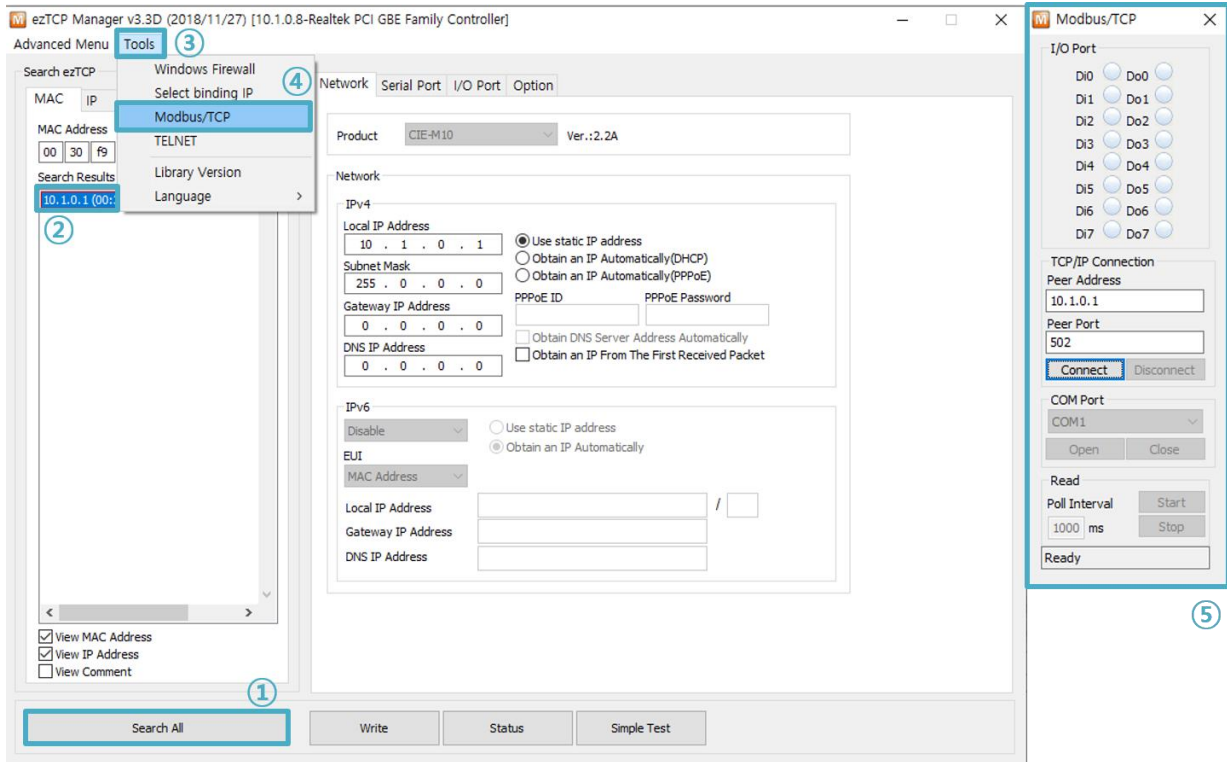 ezTCP Manager v3.3D (2018/11/27) [10.1.0.8-Realtek PCI GBE Family Controller]
Advanced Menu Tools ③
Search ezTCP
MAC IP
MAC Address
00 30 f9
Search Results
10.1.0.1 (00:
②
Windows Firewall
Select binding IP
④
Modbus/TCP
TELNET
Library Version
Language >
Network Serial Port I/O Port Option
Product CIE-M10 Ver.:2.2A
Network
IPv4
Local IP Address
10 . 1 . 0 . 1
Subnet Mask
255 . 0 . 0 . 0
Gateway IP Address
0 . 0 . 0 . 0
DNS IP Address
0 . 0 . 0 . 0
Use static IP address
Obtain an IP Automatically(DHCP)
Obtain an IP Automatically(PPPoE)
PPPoE ID PPPoE Password
Obtain DNS Server Address Automatically
Obtain an IP From The First Received Packet
IPv6
Disable
Use static IP address
Obtain an IP Automatically
EUI
MAC Address
Local IP Address /
Gateway IP Address
DNS IP Address
View MAC Address
View IP Address
View Comment
①
Search All Write Status Simple Test
Modbus/TCP
I/O Port
Di0 Do0
Di1 Do1
Di2 Do2
Di3 Do3
Di4 Do4
Di5 Do5
Di6 Do6
Di7 Do7
TCP/IP Connection
Peer Address
10.1.0.1
Peer Port
502
Connect Disconnect
COM Port
COM1
Open Close
Read
Poll Interval Start
1000 ms Stop
Ready
⑤